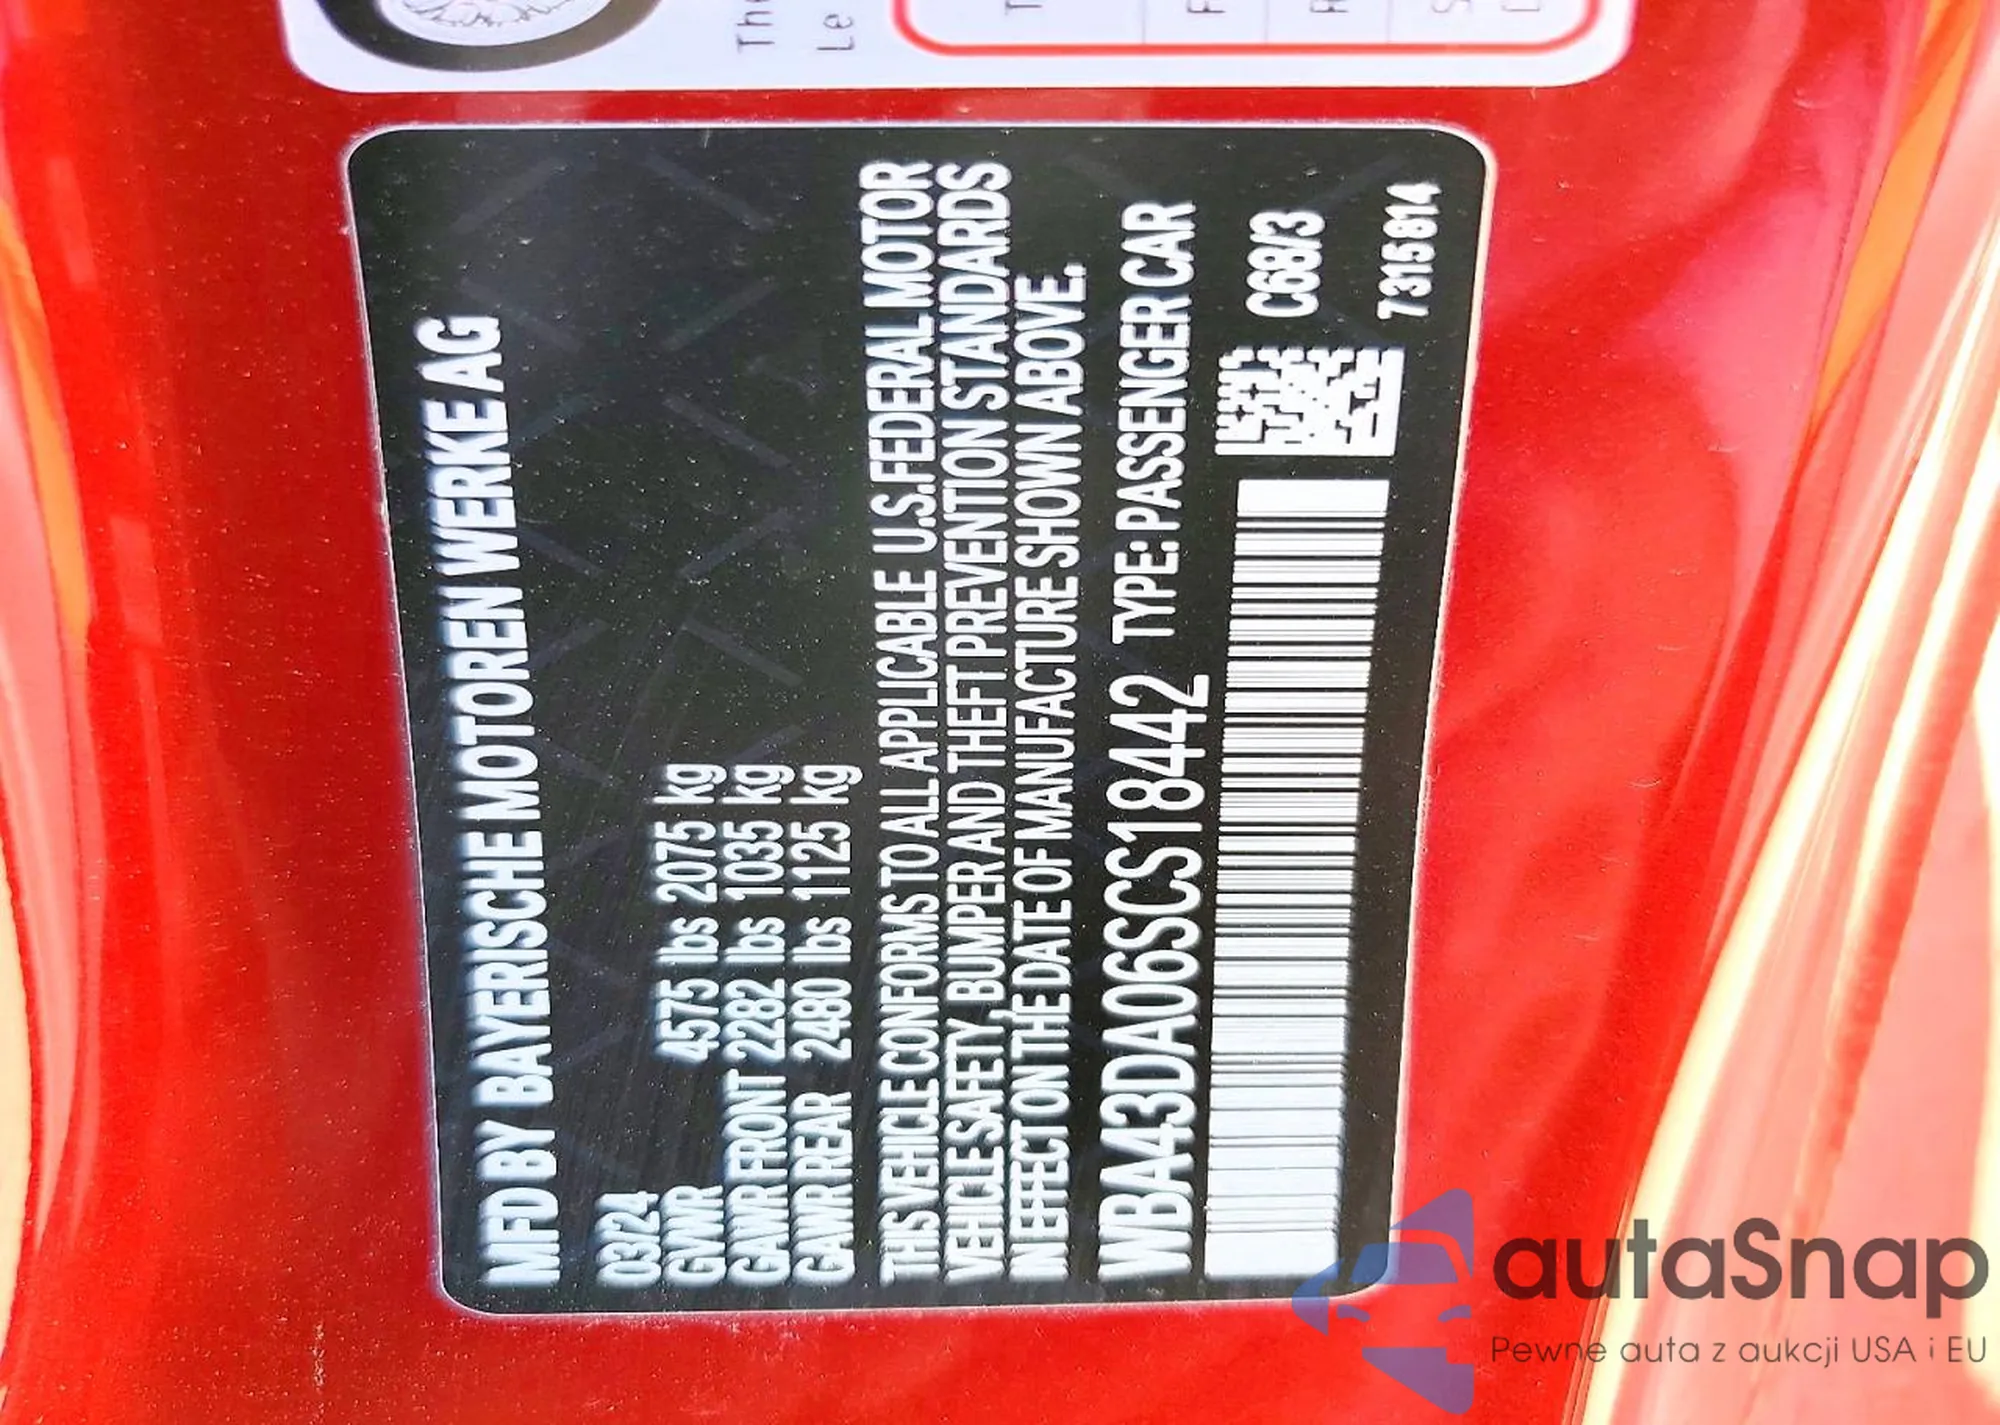 The
Le
MFD BY BAYERISCHE MOTOREN WERKE AG
03/24
GVWR 4575 lbs 2075 kg
GAWR FRONT 2282 lbs 1035 kg
GAWR REAR 2480 lbs 1125 kg
THIS VEHICLE CONFORMS TO ALL APPLICABLE U.S.FEDERAL MOTOR
VEHICLE SAFETY, BUMPER AND THEFT PREVENTION STANDARDS
IN EFFECT ON THE DATE OF MANUFACTURE SHOWN ABOVE.
WBA43DA06SCS18442 TYPE: PASSENGER CAR
C68/3
7315814
autaSnap
Pewne auta z aukcji USA i EU